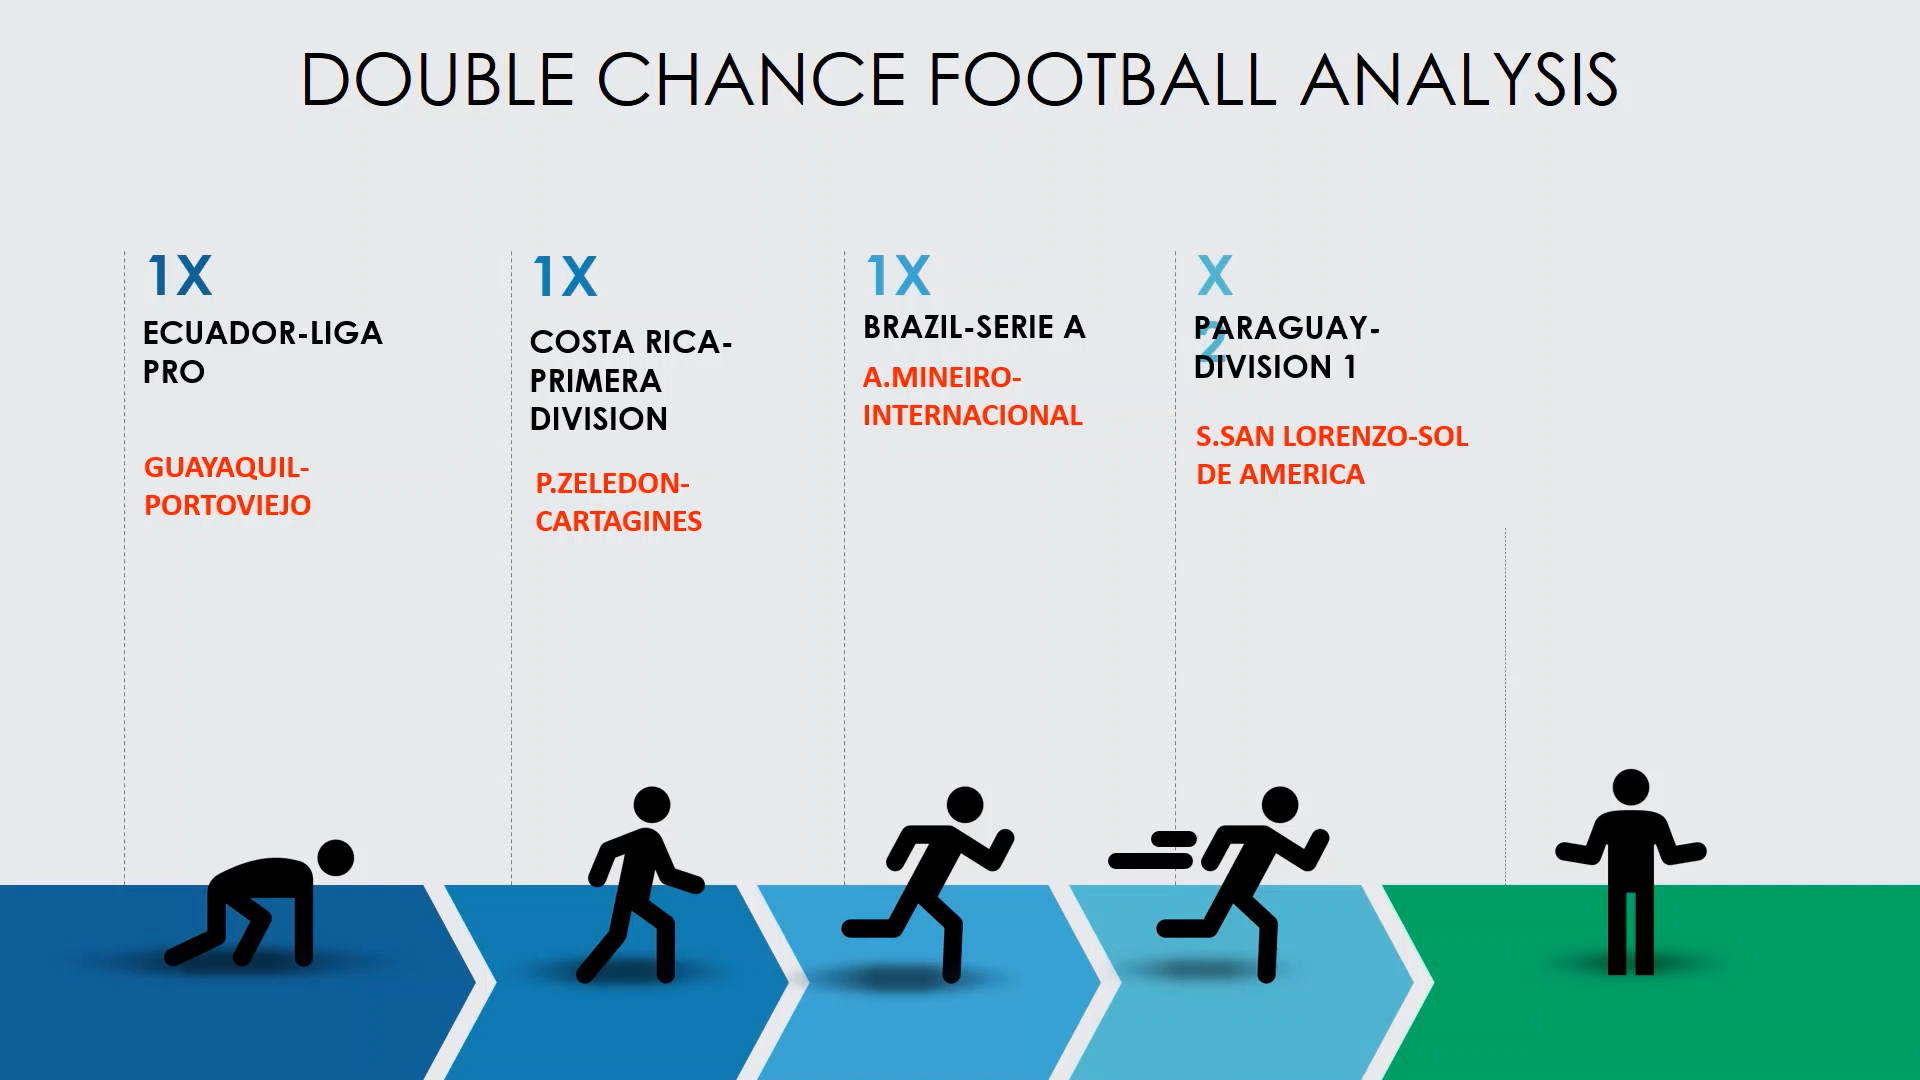 DOUBLE CHANCE FOOTBALL ANALYSIS
1X
ECUADOR-LIGA
PRO
GUAYAQUIL-
PORTOVIEJO
1X
COSTA RICA-
PRIMERA
DIVISION
P.ZELEDON-
CARTAGINES
1X
BRAZIL-SERIE A
A.MINEIRO-
INTERNACIONAL
X
2
PARAGUAY-
DIVISION 1
S.SAN LORENZO-SOL
DE AMERICA